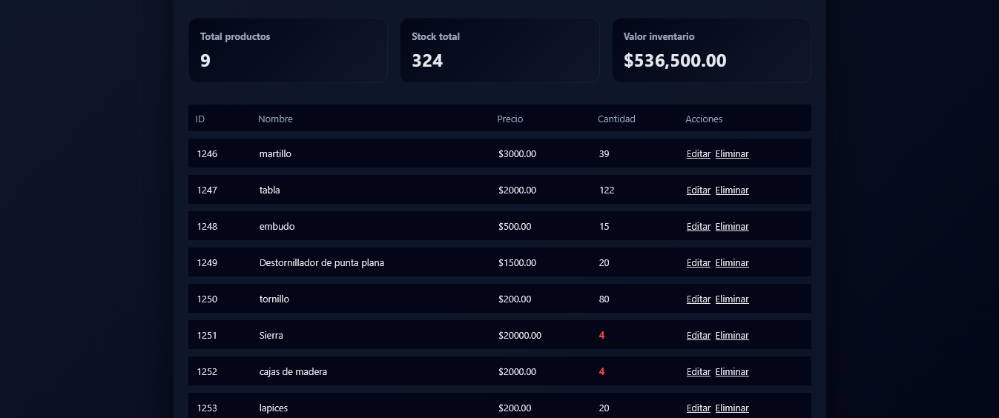 Total productos Stock total Valor inventario
9 324 $536,500.00
ID Nombre Precio Cantidad Acciones
1246 martillo $3000.00 39 Editar Eliminar
1247 tabla $2000.00 122 Editar Eliminar
1248 embudo $500.00 15 Editar Eliminar
1249 Destornillador de punta plana $1500.00 20 Editar Eliminar
1250 tornillo $200.00 80 Editar Eliminar
1251 Sierra $20000.00 4 Editar Eliminar
1252 cajas de madera $2000.00 4 Editar Eliminar
1253 lapices $200.00 20 Editar Eliminar